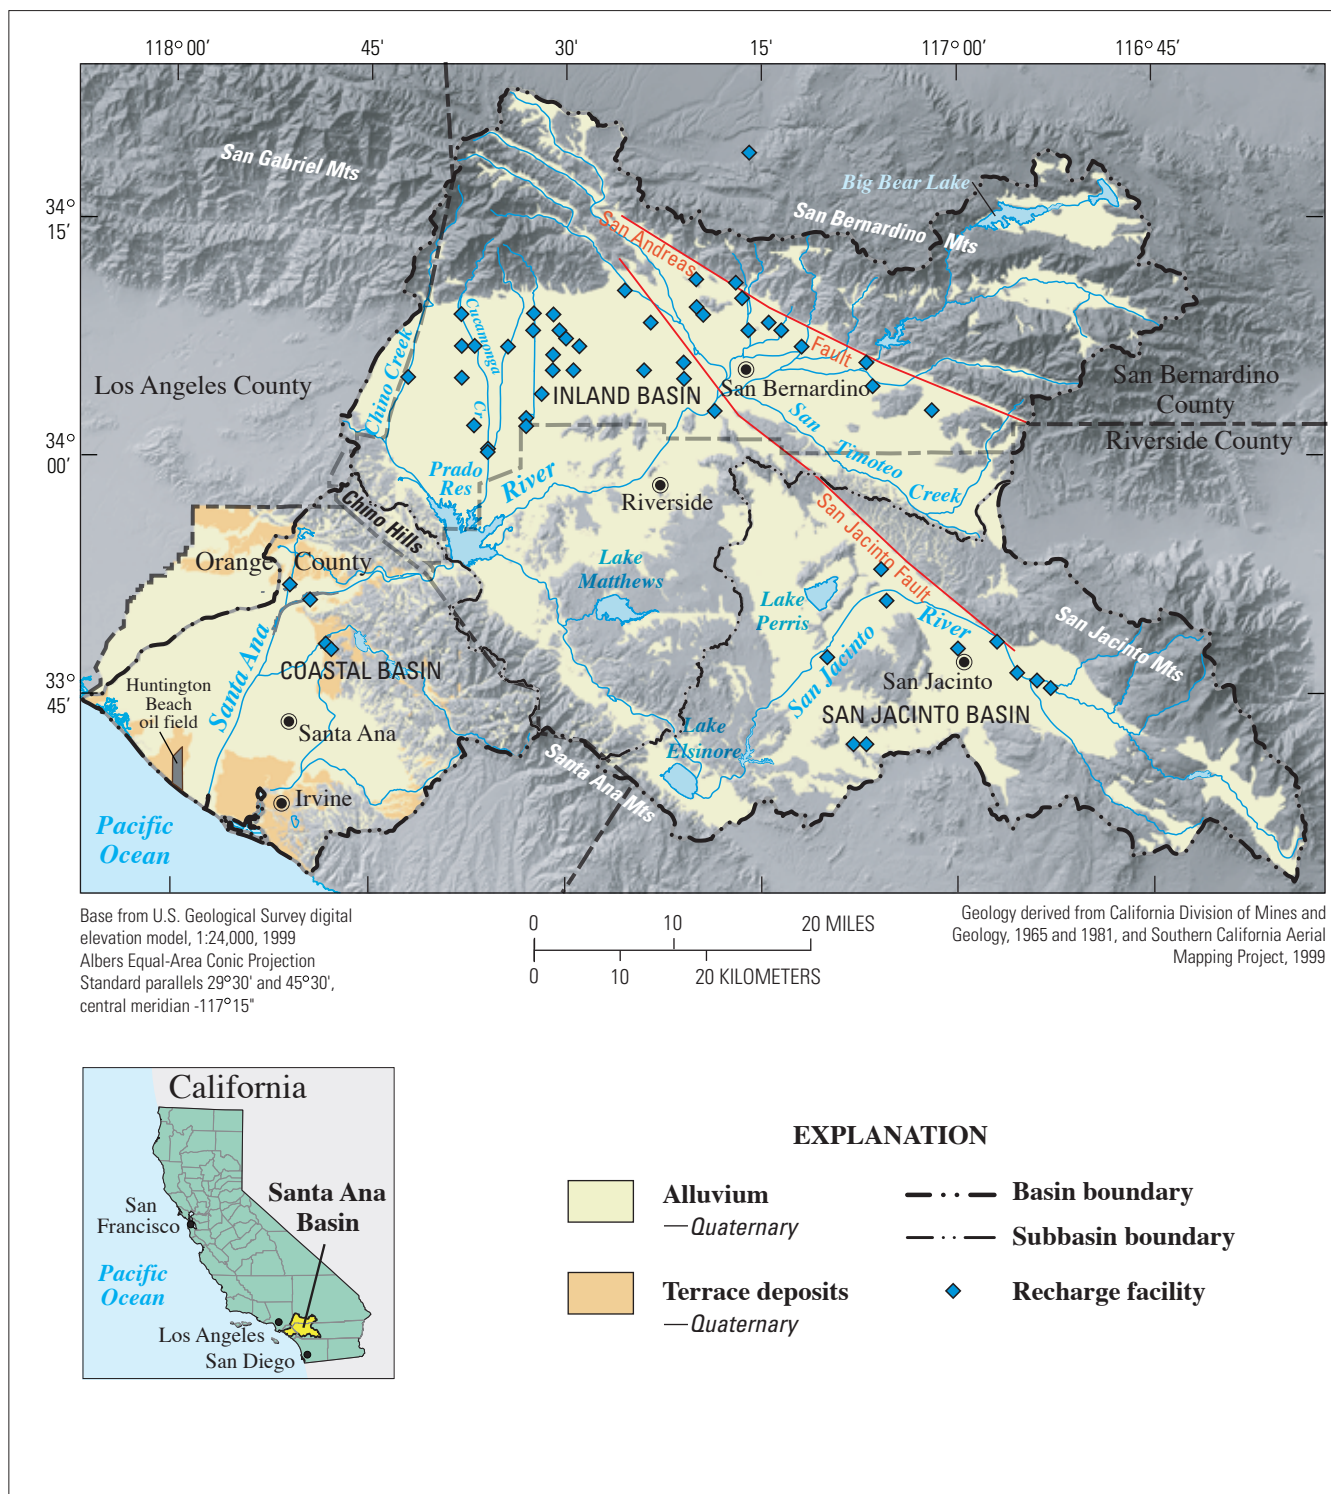 118° 00'
45'
30'
15'
117° 00'
116° 45'
34°
15'
34°
00'
33°
45'
San Gabriel Mts
Big Bear Lake
San Bernardino Mts
San Andreas
Fault
Cucamonga
Cr
Chino Creek
Los Angeles County
INLAND BASIN
San Bernardino
San Bernardino
County
Riverside County
San
Timoteo
Creek
Prado
Res
River
Riverside
Chino Hills
San Jacinto Fault
Orange County
Lake
Matthews
Lake
Perris
River
San Jacinto
San Jacinto Mts
Santa Ana
COASTAL BASIN
San Jacinto
SAN JACINTO BASIN
Huntington
Beach
oil field
Santa Ana
Lake
Elsinore
Santa Ana Mts
Irvine
Pacific
Ocean
Base from U.S. Geological Survey digital
elevation model, 1:24,000, 1999
Albers Equal-Area Conic Projection
Standard parallels 29°30' and 45°30',
central meridian -117°15"
0 10 20 MILES
0 10 20 KILOMETERS
Geology derived from California Division of Mines and
Geology, 1965 and 1981, and Southern California Aerial
Mapping Project, 1999
California
Santa Ana
Basin
San
Francisco
Pacific
Ocean
Los Angeles
San Diego
EXPLANATION
Alluvium
—Quaternary
Terrace deposits
—Quaternary
Basin boundary
Subbasin boundary
Recharge facility